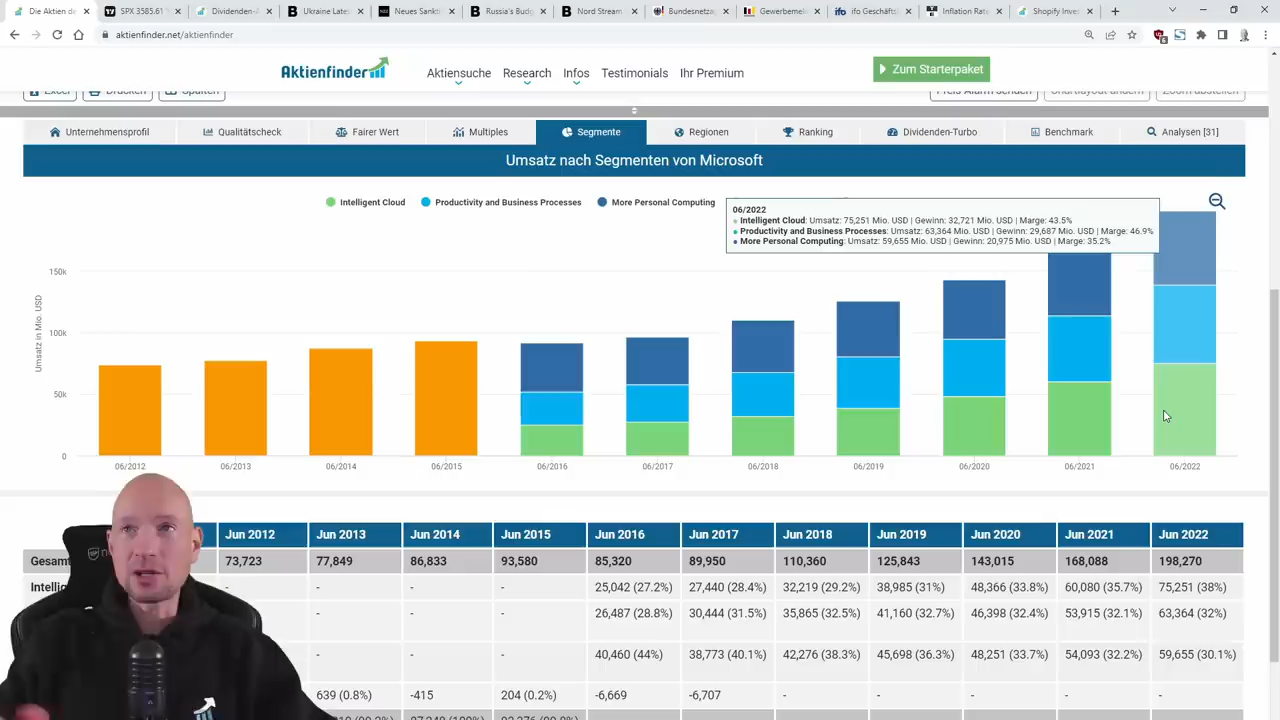 Die Aktien de
SPX 3585.61
Dividenden-A
Ukraine Lates
Neues Sankti
Russia's Budg
Nord Stream
Bundesnetza
Gewerbemex
ifo Geschäfts
Inflation Rate
Shopify Inves
aktienfinder.net/aktienfinder
Aktienfinder
Aktiensuche Research Infos Testimonials Ihr Premium
Zum Starterpaket
Excel Drucken Spalten Preis Alarm senden Chartlayout ändern Zoom abstellen
Unternehmensprofil Qualitätscheck Fairer Wert Multiples Segmente Regionen Ranking Dividenden-Turbo Benchmark Analysen [31]
Umsatz nach Segmenten von Microsoft
Intelligent Cloud Productivity and Business Processes More Personal Computing
06/2022
Intelligent Cloud: Umsatz: 75,251 Mio. USD | Gewinn: 32,721 Mio. USD | Marge: 43.5%
Productivity and Business Processes: Umsatz: 63,364 Mio. USD | Gewinn: 29,687 Mio. USD | Marge: 46.9%
More Personal Computing: Umsatz: 59,655 Mio. USD | Gewinn: 20,975 Mio. USD | Marge: 35.2%
Umsatz in Mio. USD
150k
100k
50k
0
06/2012 06/2013 06/2014 06/2015 06/2016 06/2017 06/2018 06/2019 06/2020 06/2021 06/2022
Jun 2012 Jun 2013 Jun 2014 Jun 2015 Jun 2016 Jun 2017 Jun 2018 Jun 2019 Jun 2020 Jun 2021 Jun 2022
Gesamt 73,723 77,849 86,833 93,580 85,320 89,950 110,360 125,843 143,015 168,088 198,270
Intellig - - - - 25,042 (27.2%) 27,440 (28.4%) 32,219 (29.2%) 38,985 (31%) 48,366 (33.8%) 60,080 (35.7%) 75,251 (38%)
- - - - 26,487 (28.8%) 30,444 (31.5%) 35,865 (32.5%) 41,160 (32.7%) 46,398 (32.4%) 53,915 (32.1%) 63,364 (32%)
- - - - 40,460 (44%) 38,773 (40.1%) 42,276 (38.3%) 45,698 (36.3%) 48,251 (33.7%) 54,093 (32.2%) 59,655 (30.1%)
639 (0.8%) -415 204 (0.2%) -6,669 -6,707 - - - - -